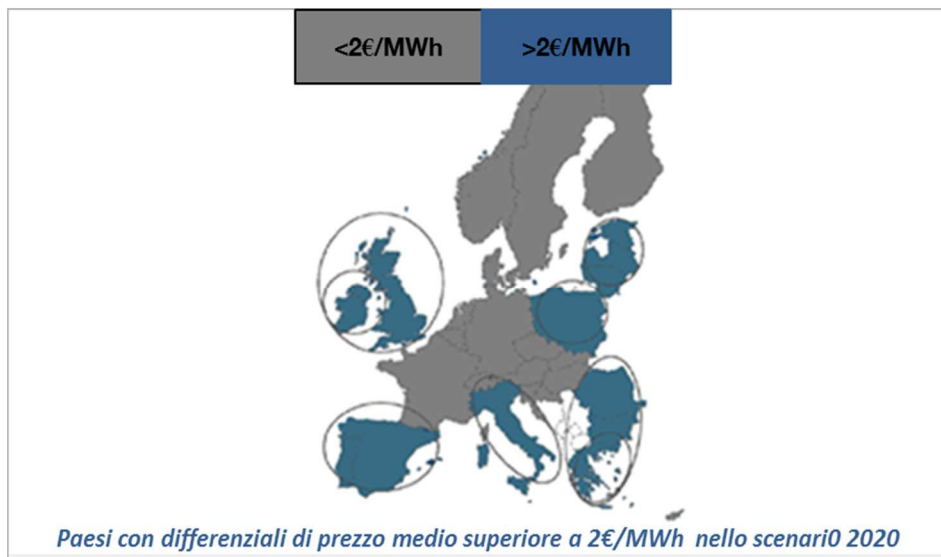 <2€/MWh >2€/MWh
Paesi con differenziali di prezzo medio superiore a 2€/MWh nello scenari0 2020